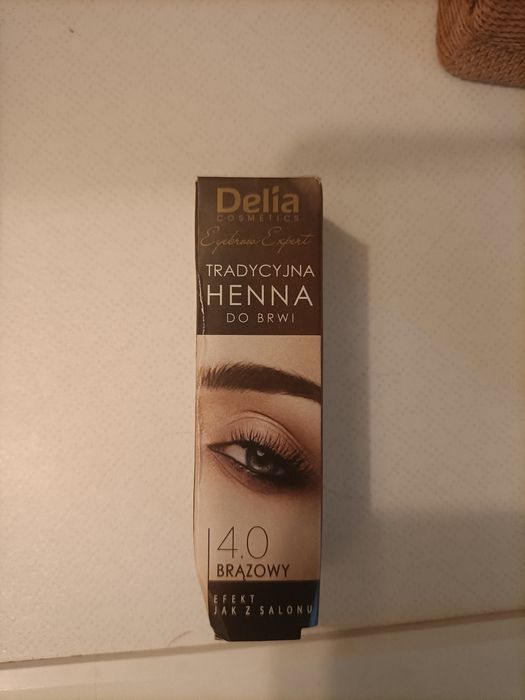 Delia
COSMETICS
Eyebrow Expert
TRADYCYJNA
HENNA
DO BRWI
4.0
BRĄZOWY
EFEKT
JAK Z SALONU